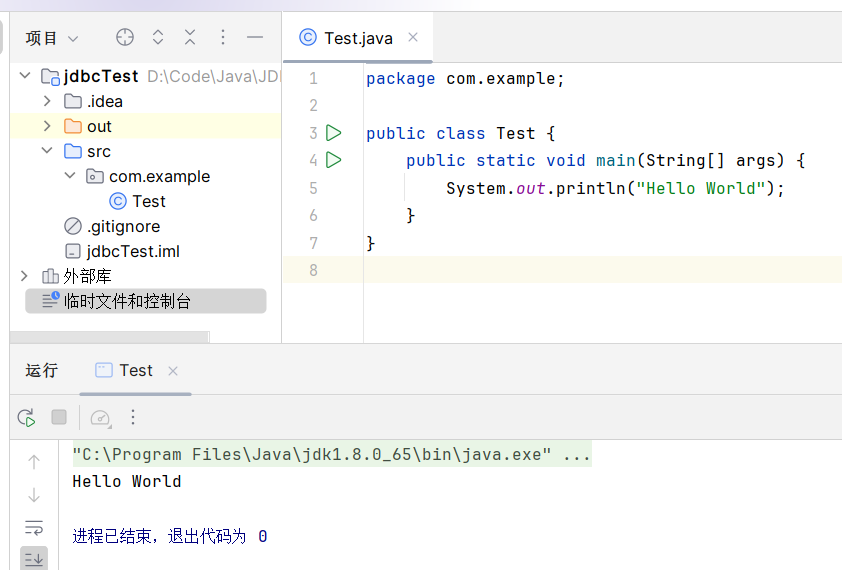 项目
jdbcTest D:\Code\Java\JD
.idea
out
src
com.example
Test
.gitignore
jdbcTest.iml
外部库
临时文件和控制台
Test.java
1 package com.example;
2
3 public class Test {
4 public static void main(String[] args) {
5 System.out.println("Hello World");
6 }
7 }
8
运行 Test
"C:\Program Files\Java\jdk1.8.0_65\bin\java.exe" ...
Hello World
进程已结束，退出代码为 0